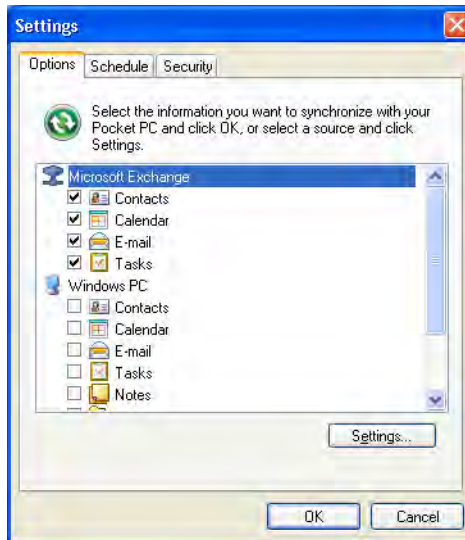 Settings
Options Schedule Security
Select the information you want to synchronize with your
Pocket PC and click OK, or select a source and click
Settings.
Microsoft Exchange
Contacts
Calendar
E-mail
Tasks
Windows PC
Contacts
Calendar
E-mail
Tasks
Notes
Settings...
OK Cancel